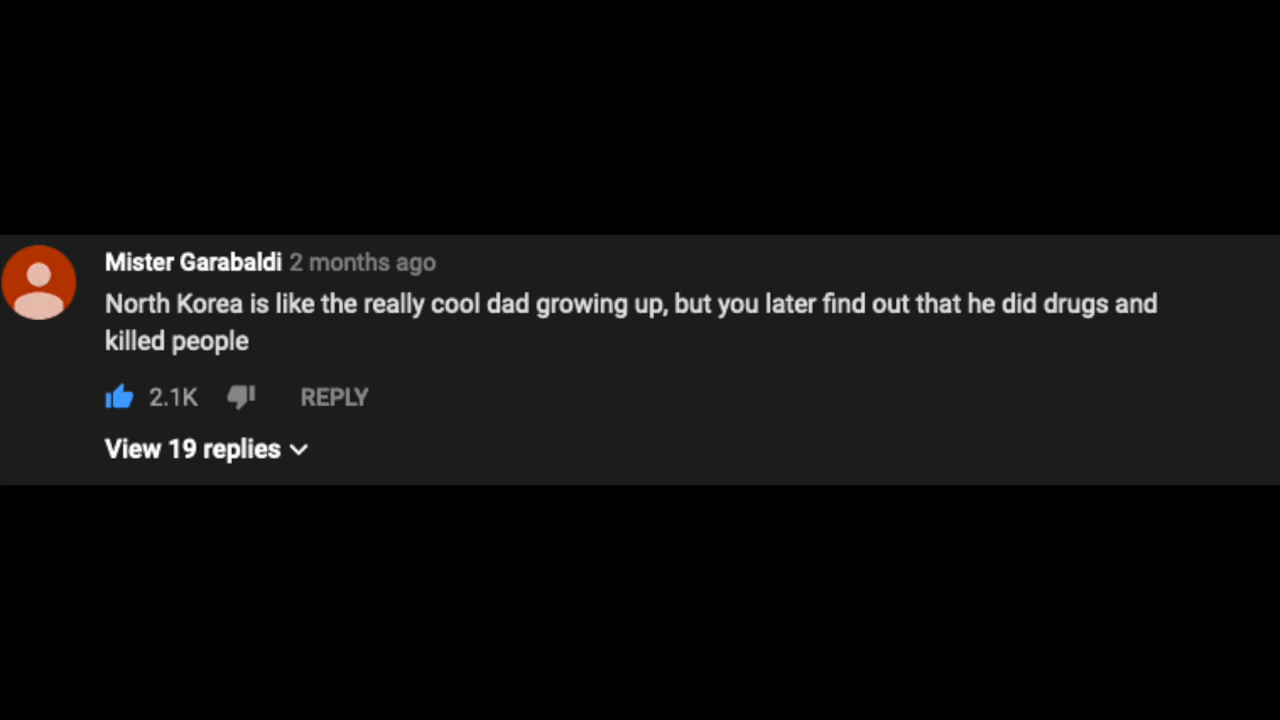 Mister Garabaldi 2 months ago
North Korea is like the really cool dad growing up, but you later find out that he did drugs and
killed people
2.1K REPLY
View 19 replies